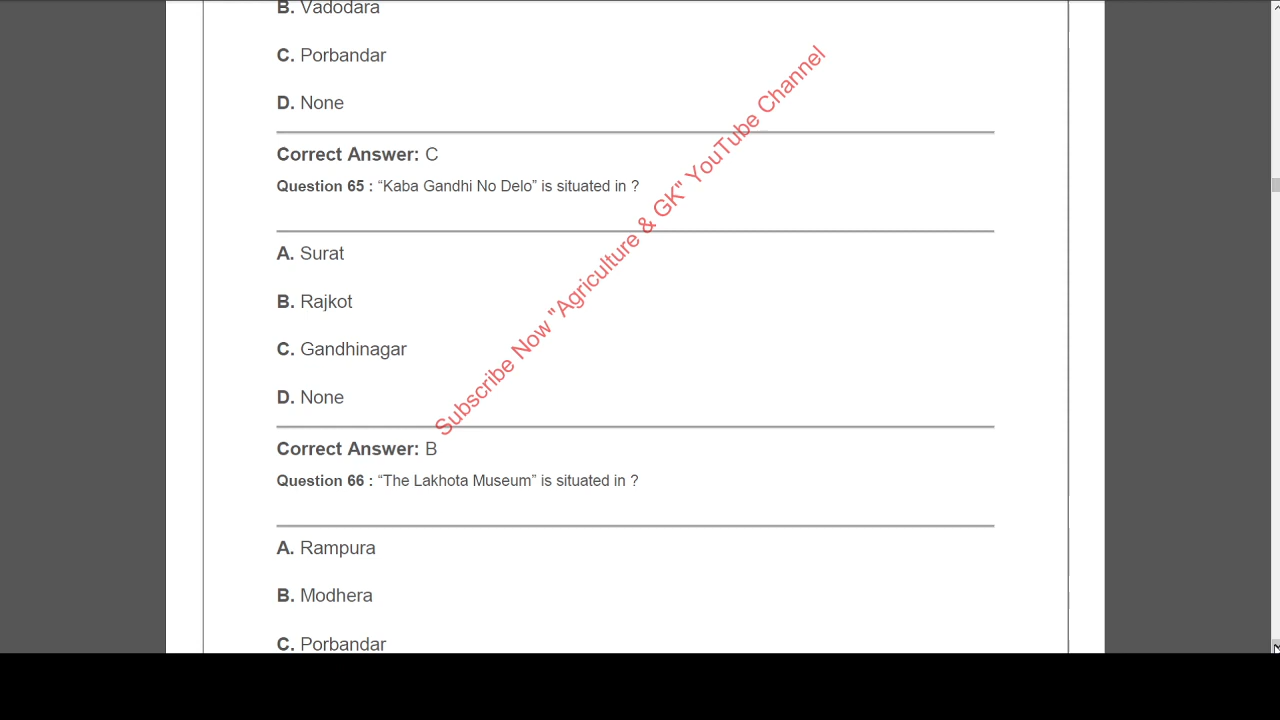 B. Vadodara
C. Porbandar
D. None
Correct Answer: C
Question 65 : “Kaba Gandhi No Delo” is situated in ?
A. Surat
B. Rajkot
C. Gandhinagar
D. None
Correct Answer: B
Question 66 : “The Lakhota Museum” is situated in ?
A. Rampura
B. Modhera
C. Porbandar
Subscribe Now "Agriculture & GK" YouTube Channel